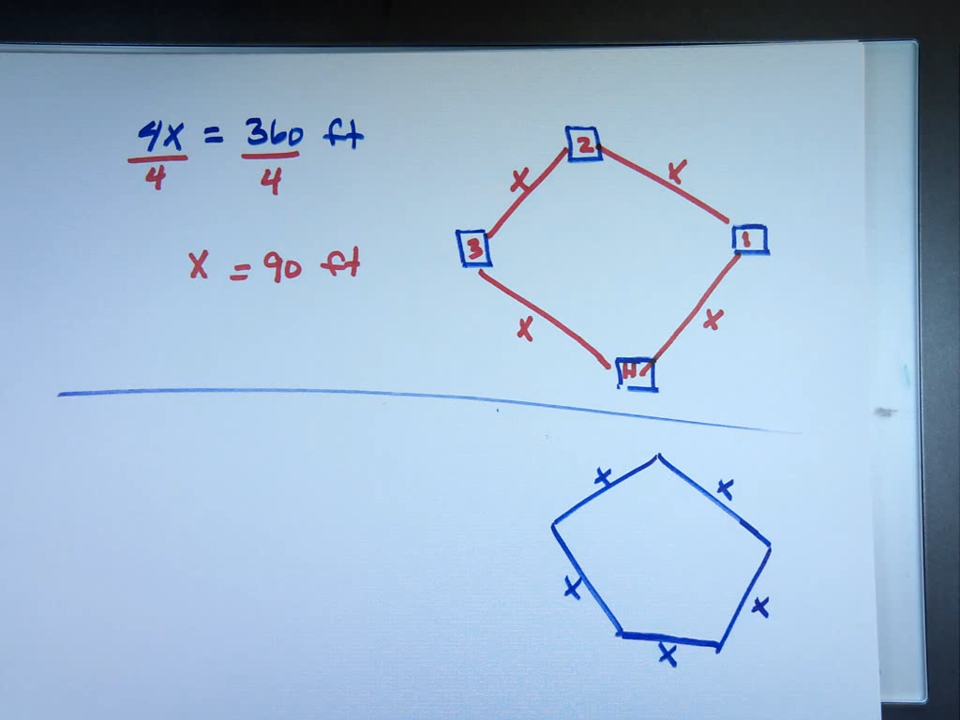 4x = 360 ft
4 4
x = 90 ft
2
x x
3 1
x x
H
x x
x x
x